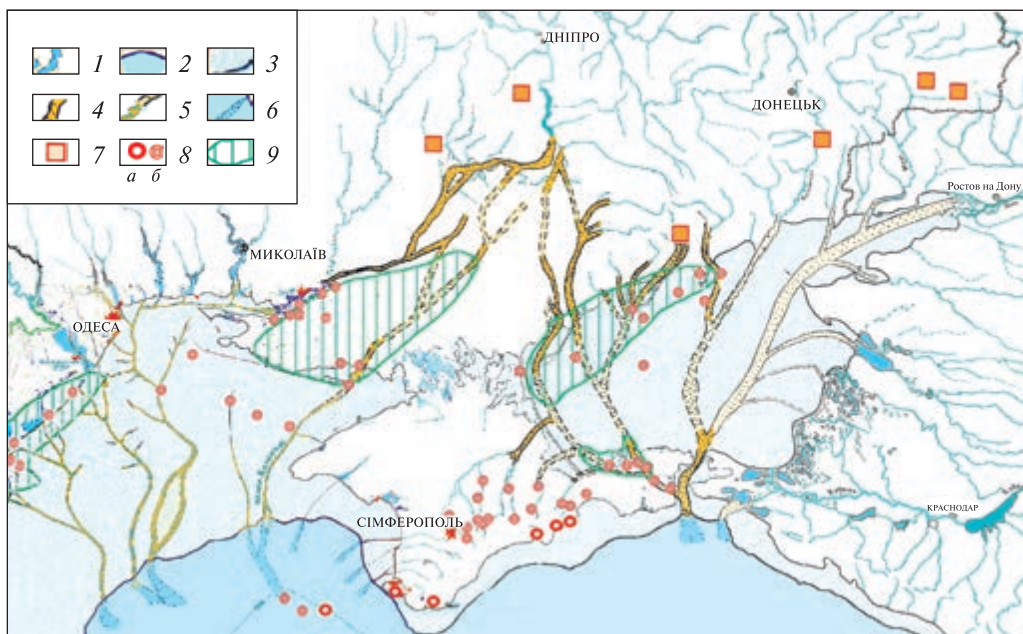 1 2 3
4 5 6
7 8 9
а б
ДНІПРО
ДОНЕЦЬК
Ростов на Дону
МИКОЛАЇВ
ОДЕСА
СІМФЕРОПОЛЬ
КРАСНОДАР